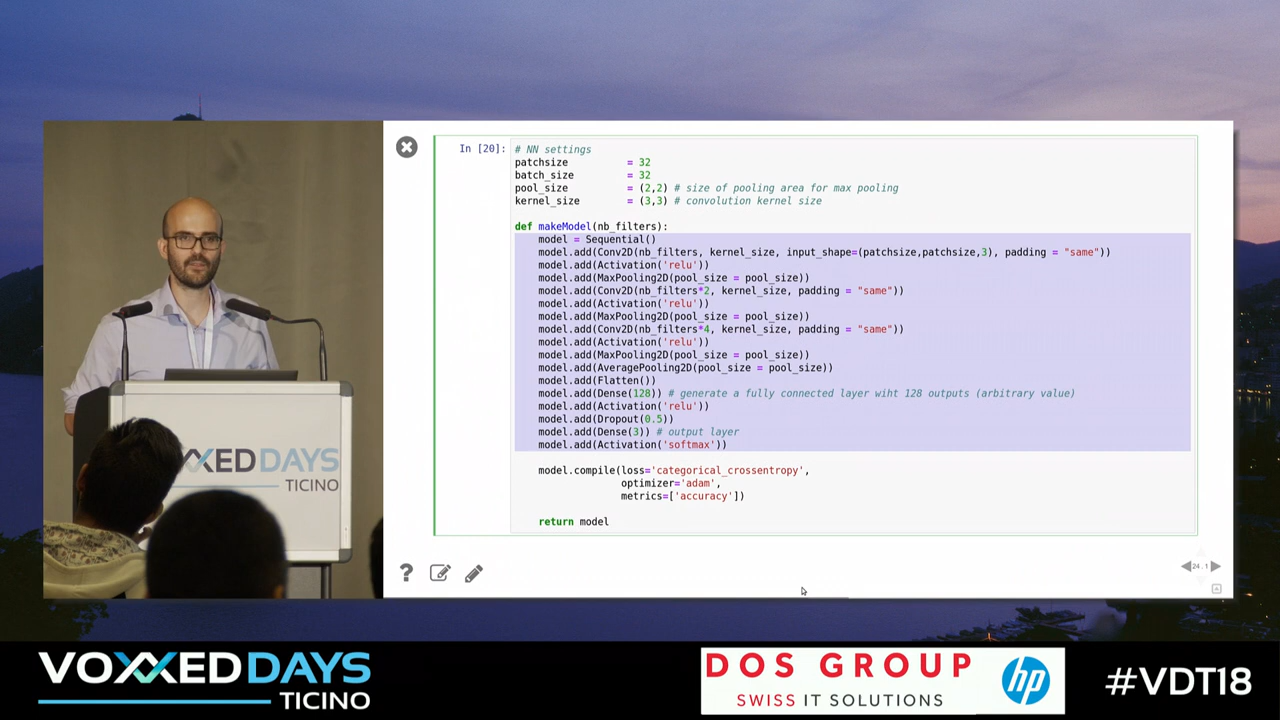 In [20]:
# NN settings
patchsize = 32
batch_size = 32
pool_size = (2,2) # size of pooling area for max pooling
kernel_size = (3,3) # convolution kernel size
def makeModel(nb_filters):
model = Sequential()
model.add(Conv2D(nb_filters, kernel_size, input_shape=(patchsize,patchsize,3), padding = "same"))
model.add(Activation('relu'))
model.add(MaxPooling2D(pool_size = pool_size))
model.add(Conv2D(nb_filters*2, kernel_size, padding = "same"))
model.add(Activation('relu'))
model.add(MaxPooling2D(pool_size = pool_size))
model.add(Conv2D(nb_filters*4, kernel_size, padding = "same"))
model.add(Activation('relu'))
model.add(MaxPooling2D(pool_size = pool_size))
model.add(AveragePooling2D(pool_size = pool_size))
model.add(Flatten())
model.add(Dense(128)) # generate a fully connected layer wiht 128 outputs (arbitrary value)
model.add(Activation('relu'))
model.add(Dropout(0.5))
model.add(Dense(3)) # output layer
model.add(Activation('softmax'))
model.compile(loss='categorical_crossentropy',
optimizer='adam',
metrics=['accuracy'])
return model
?
24.1
XXED DAYS
TICINO
VOXXED DAYS
TICINO
DOS GROUP
SWISS IT SOLUTIONS
hp
#VDT18